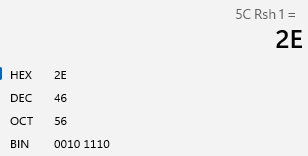 5C Rsh 1 =
2E
HEX 2E
DEC 46
OCT 56
BIN 0010 1110